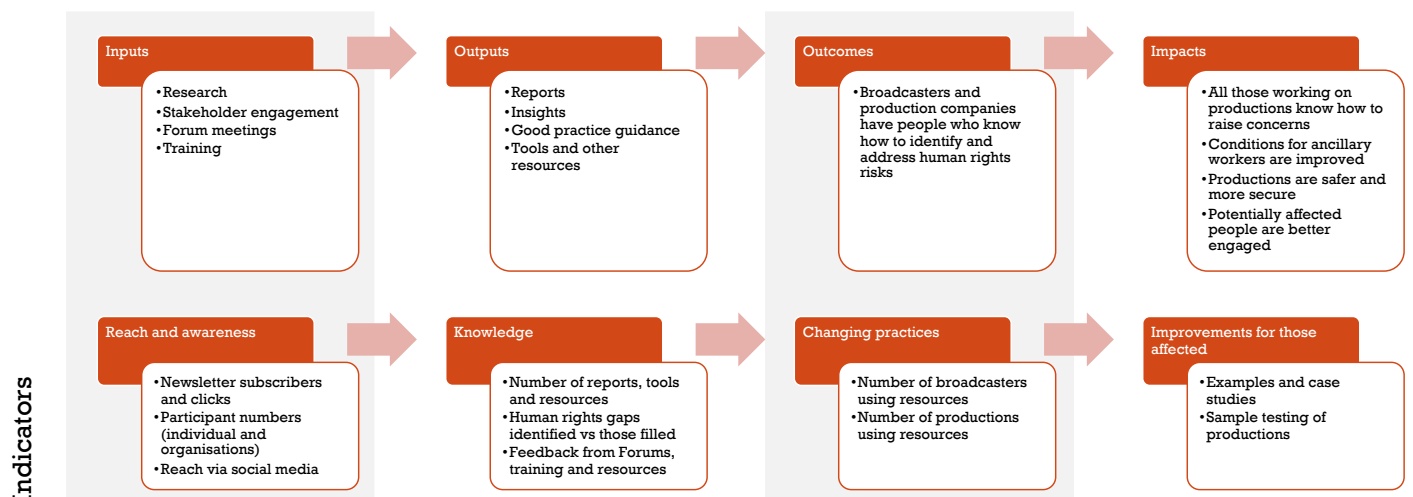 Inputs
•Research
•Stakeholder engagement
•Forum meetings
•Training
Outputs
•Reports
•Insights
•Good practice guidance
•Tools and other
resources
Outcomes
•Broadcasters and
production companies
have people who know
how to identify and
address human rights
risks
Impacts
•All those working on
productions know how to
raise concerns
•Conditions for ancillary
workers are improved
•Productions are safer and
more secure
•Potentially affected
people are better
engaged
Indicators
Reach and awareness
•Newsletter subscribers
and clicks
•Participant numbers
(individual and
organisations)
•Reach via social media
Knowledge
•Number of reports, tools
and resources
•Human rights gaps
identified vs those filled
•Feedback from Forums,
training and resources
Changing practices
•Number of broadcasters
using resources
•Number of productions
using resources
Improvements for those
affected
•Examples and case
studies
•Sample testing of
productions